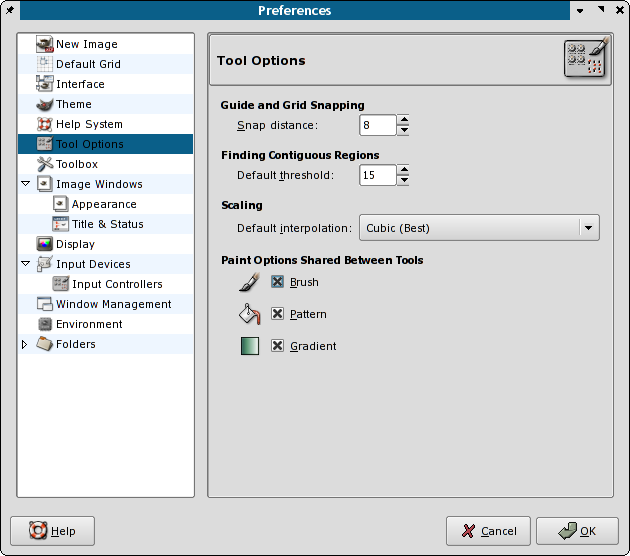 Preferences
New Image
Default Grid
Interface
Theme
Help System
Tool Options
Toolbox
Image Windows
Appearance
Title & Status
Display
Input Devices
Input Controllers
Window Management
Environment
Folders
Tool Options
Guide and Grid Snapping
Snap distance: 8
Finding Contiguous Regions
Default threshold: 15
Scaling
Default interpolation: Cubic (Best)
Paint Options Shared Between Tools
Brush
Pattern
Gradient
Help
Cancel
OK